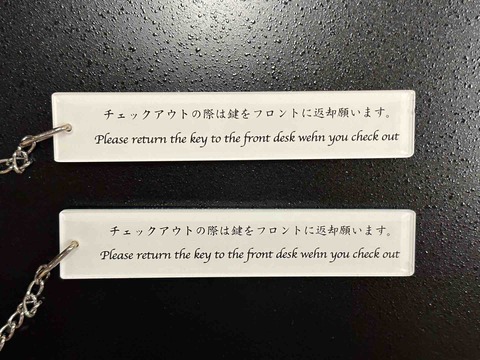 チェックアウトの際は鍵をフロントに返却願います。
Please return the key to the front desk wehn you check out
チェックアウトの際は鍵をフロントに返却願います。
Please return the key to the front desk wehn you check out